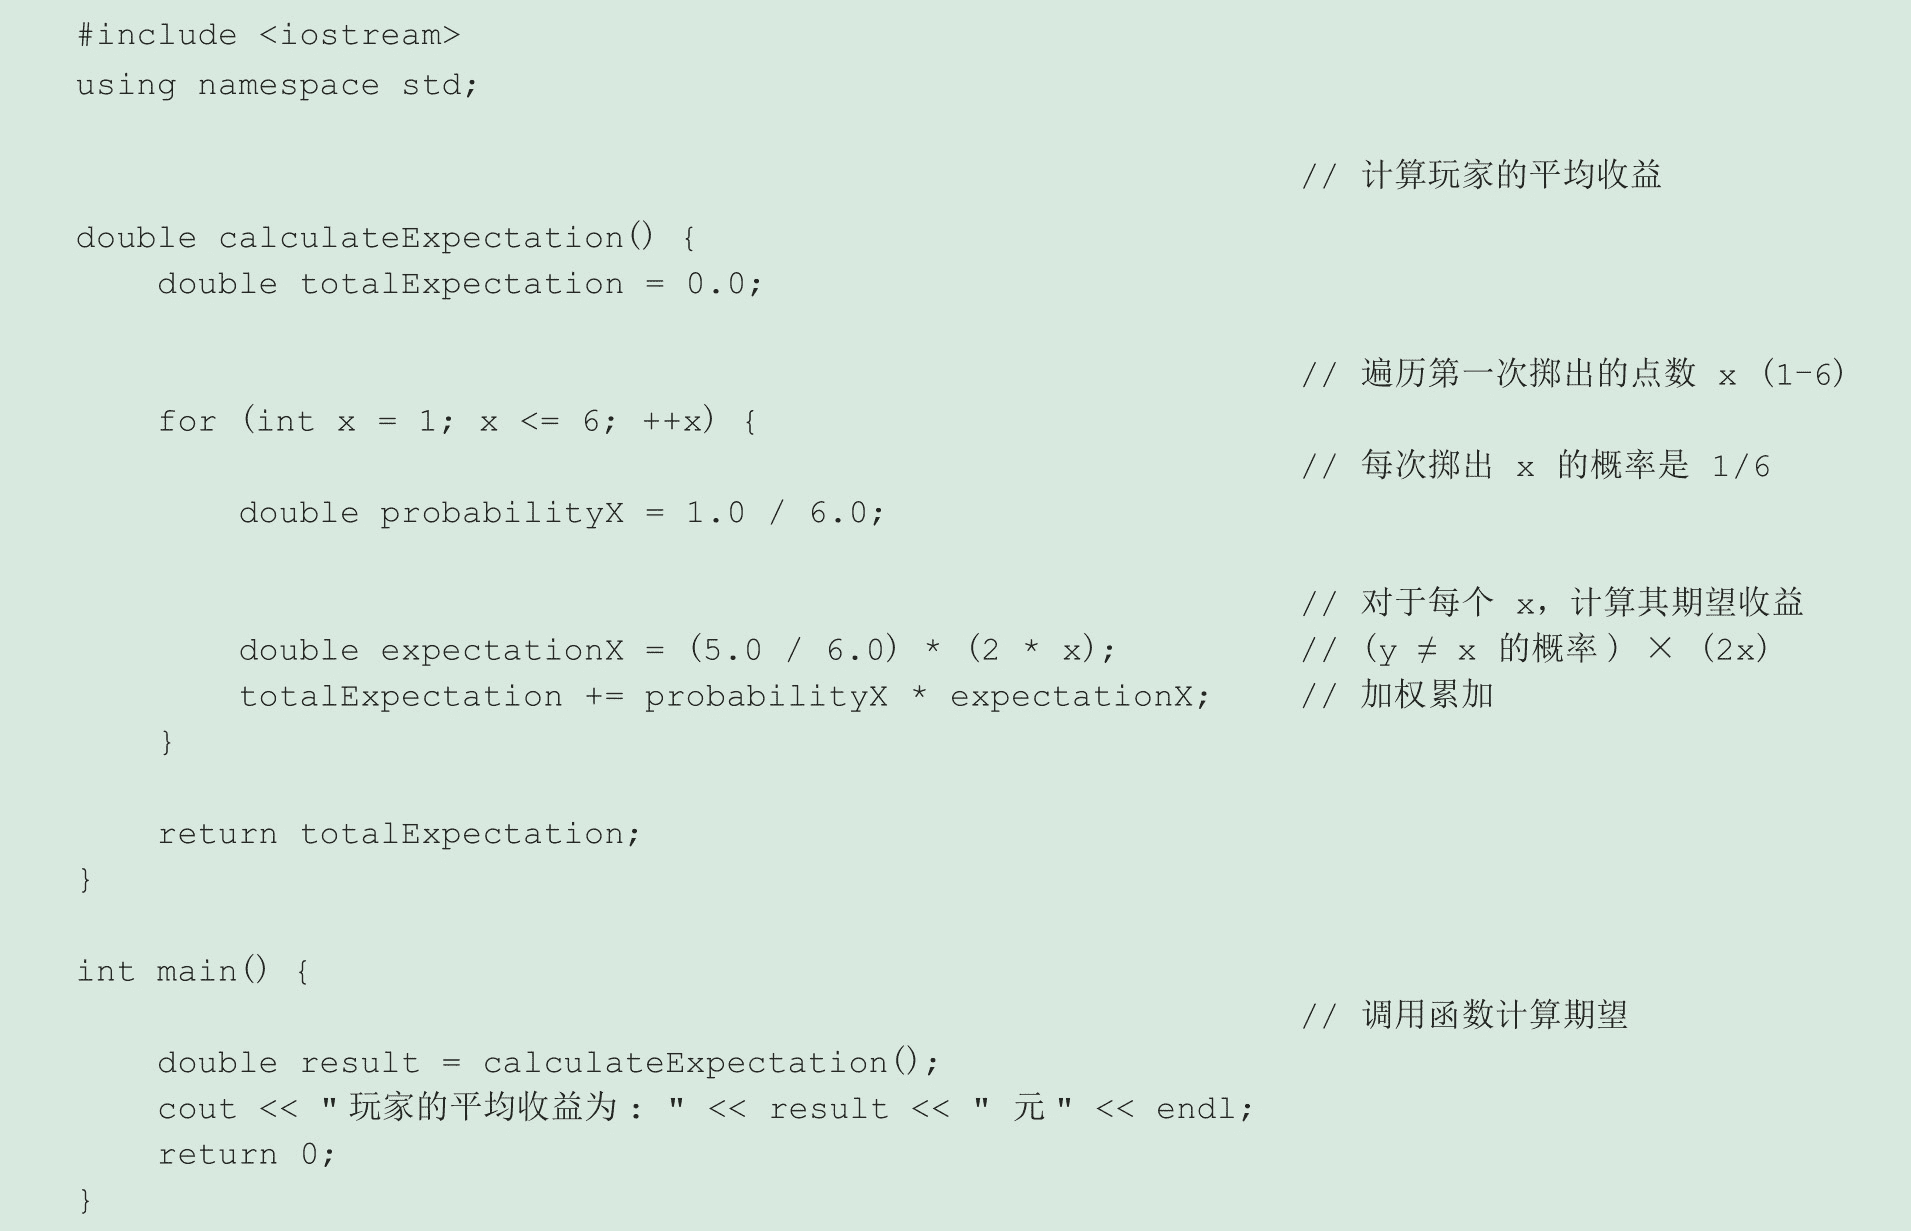 #include <iostream>
using namespace std;
// 计算玩家的平均收益
double calculateExpectation() {
double totalExpectation = 0.0;
// 遍历第一次掷出的点数 x (1-6)
for (int x = 1; x <= 6; ++x) {
// 每次掷出 x 的概率是 1/6
double probabilityX = 1.0 / 6.0;
// 对于每个 x，计算其期望收益
double expectationX = (5.0 / 6.0) * (2 * x); // (y ≠ x 的概率) × (2x)
totalExpectation += probabilityX * expectationX; // 加权累加
}
return totalExpectation;
}
int main() {
// 调用函数计算期望
double result = calculateExpectation();
cout << "玩家的平均收益为: " << result << " 元" << endl;
return 0;
}